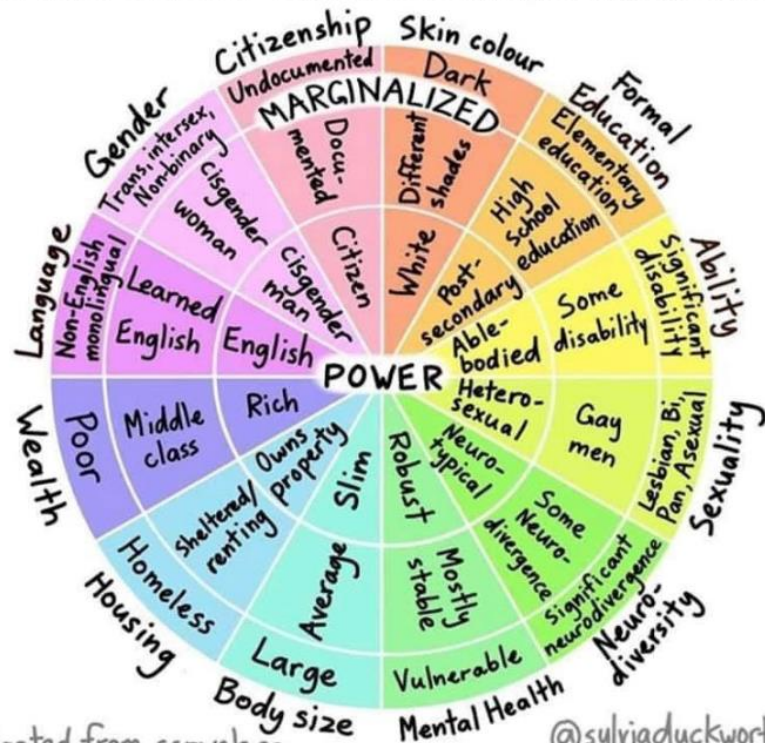 Citizenship
Undocumented
Docu-
mented
Citizen
Skin colour
Dark
Different
shades
White
Formal
Education
Elementary
education
High
School
education
Post-
secondary
Ability
Significant
disability
Some
disability
Able-
bodied
Sexuality
Lesbian, Bi,
Pan, Asexual
Gay
men
Hetero-
sexual
Neuro-
diversity
Significant
neurodivergence
Some
Neuro-
divergence
Neuro-
typical
Mental Health
Vulnerable
Mostly
stable
Robust
Body size
Large
Average
Slim
Housing
Homeless
Sheltered/
renting
Owns
property
Wealth
Poor
Middle
class
Rich
Language
Non-English
monolingual
Learned
English
English
Gender
Trans, intersex,
Non-binary
cisgender
woman
cisgender
man
MARGINALIZED
POWER
from